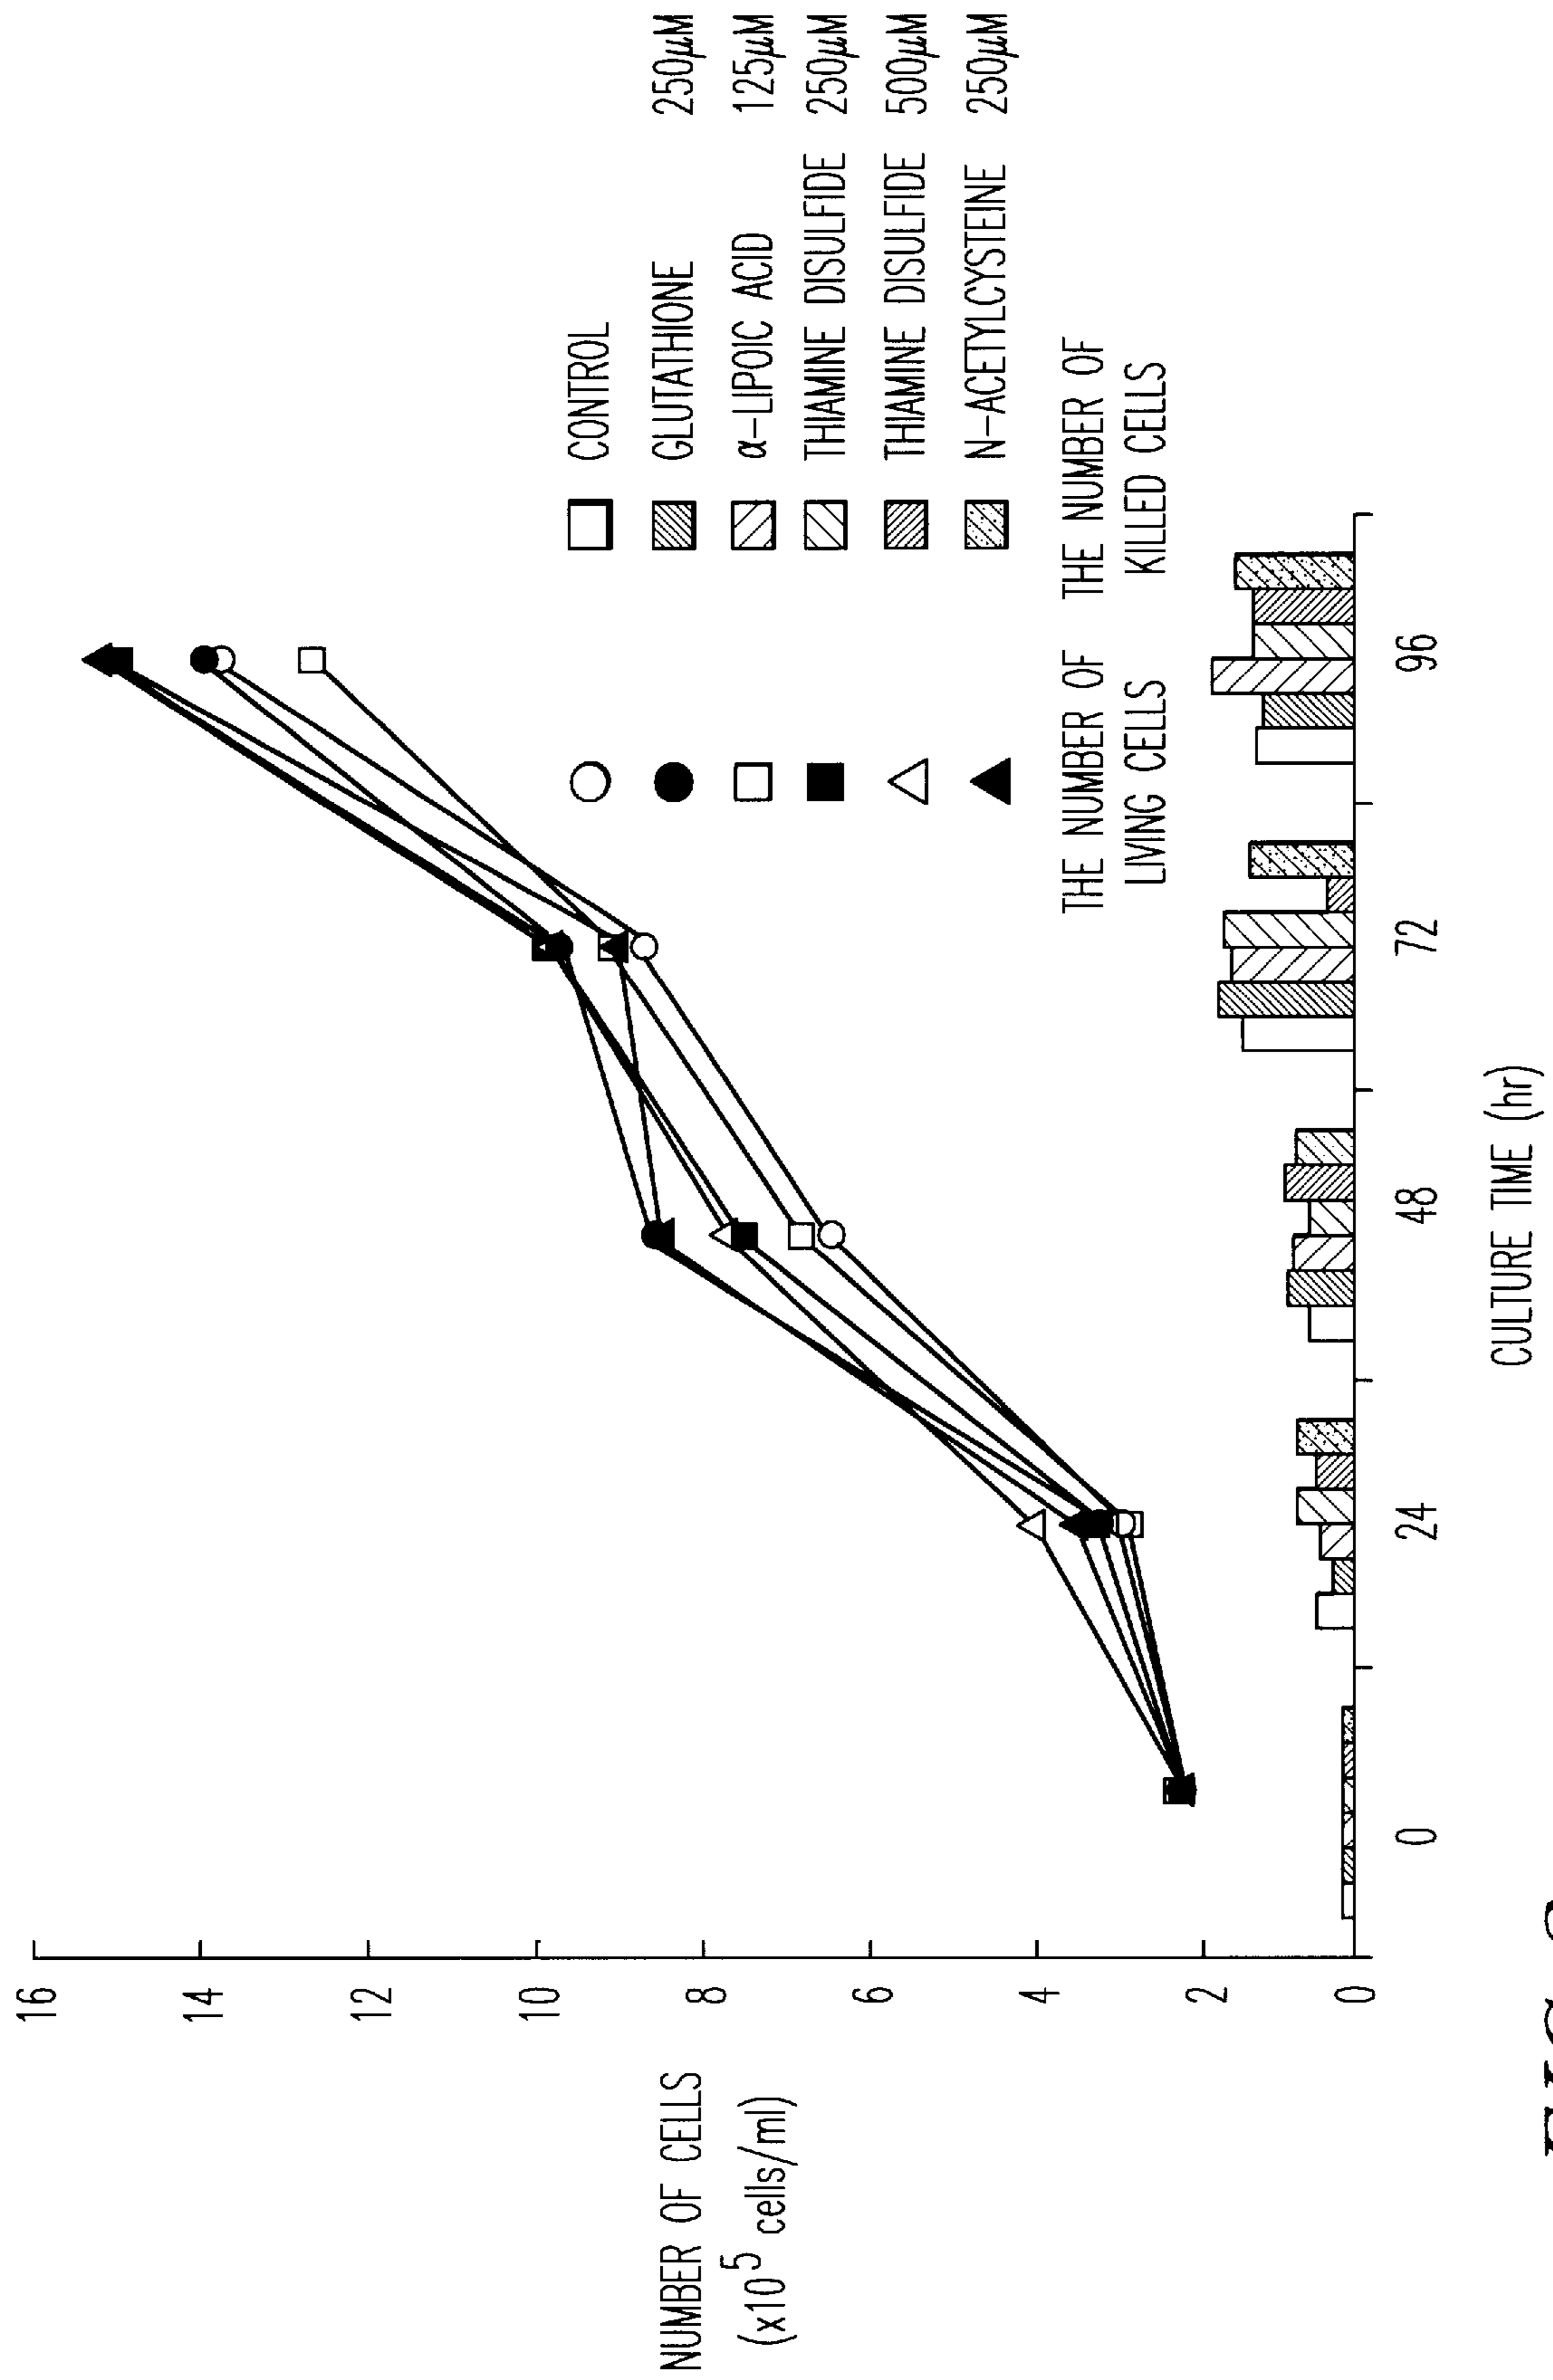 NUMBER OF CELLS
(x10⁵ cells/ml)
16
14
12
10
8
6
4
2
0
0
24
48
72
96
CULTURE TIME (hr)
CONTROL
GLUTATHIONE 250μM
α-LIPOIC ACID 125μM
THIAMINE DISULFIDE 250μM
THIAMINE DISULFIDE 500μM
N-ACETYLCYSTEINE 250μM
THE NUMBER OF
LIVING CELLS
THE NUMBER OF
KILLED CELLS